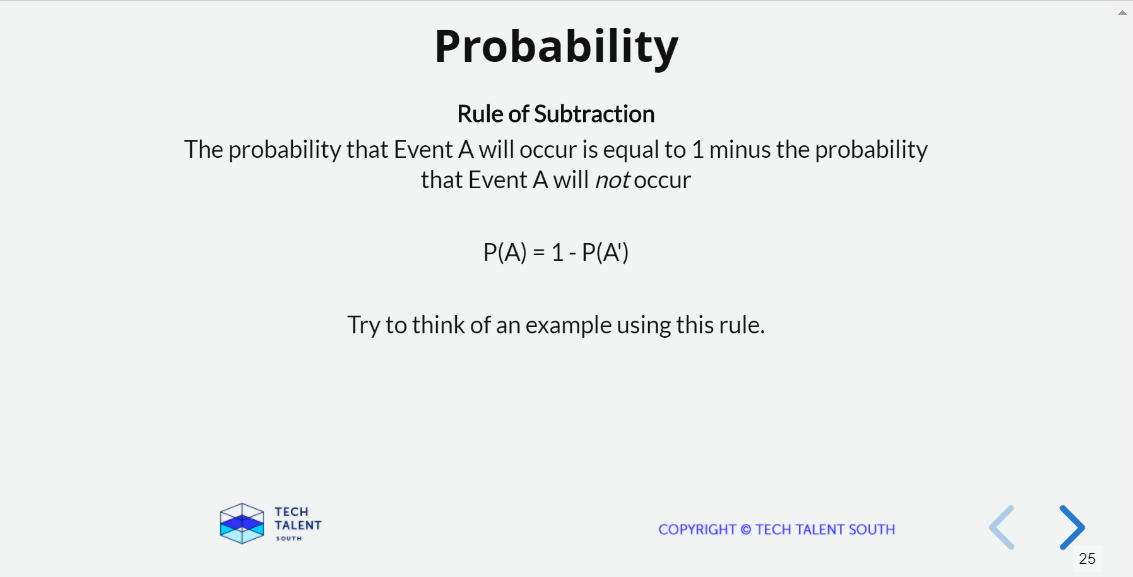 Probability
Rule of Subtraction
The probability that Event A will occur is equal to 1 minus the probability
that Event A will not occur
P(A) = 1 - P(A')
Try to think of an example using this rule.
TECH
TALENT
SOUTH
COPYRIGHT © TECH TALENT SOUTH
25